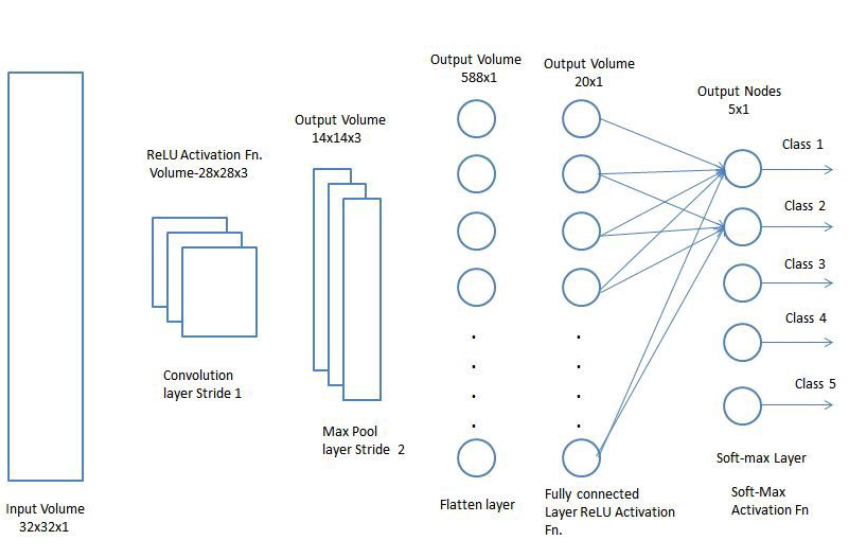 Input Volume
32x32x1
ReLU Activation Fn.
Volume-28x28x3
Convolution
layer Stride 1
Output Volume
14x14x3
Max Pool
layer Stride 2
Output Volume
588x1
Flatten layer
Output Volume
20x1
Fully connected
Layer ReLU Activation
Fn.
Output Nodes
5x1
Class 1
Class 2
Class 3
Class 4
Class 5
Soft-max Layer
Soft-Max
Activation Fn